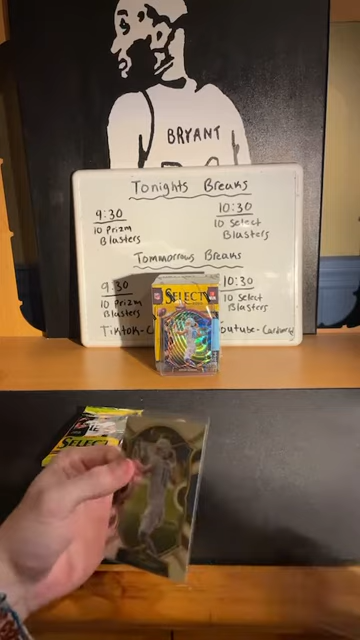 BRYANT
Tonights Breaks
9:30
10 Prizm
Blasters
10:30
10 Select
Blasters
Tommorrows Breaks
9:30
10 Prizm
Blasters
10:30
10 Select
Blasters
SELECT
SELECT